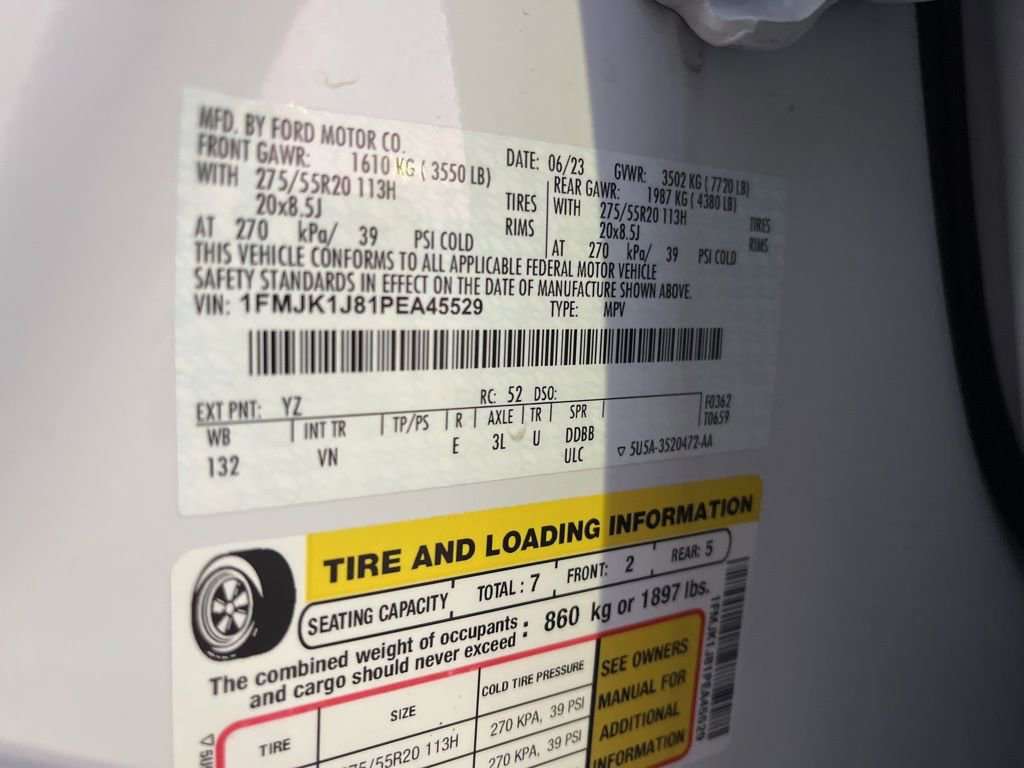 MFD. BY FORD MOTOR CO.
DATE: 06/23 GVWR: 3502 KG ( 7720 LB)
FRONT GAWR: 1610 KG ( 3550 LB)
REAR GAWR: 1987 KG ( 4380 LB)
WITH 275/55R20 113H TIRES
WITH 275/55R20 113H TIRES
20x8.5J RIMS
20x8.5J RIMS
AT 270 kPa/ 39 PSI COLD
AT 270 kPa/ 39 PSI COLD
THIS VEHICLE CONFORMS TO ALL APPLICABLE FEDERAL MOTOR VEHICLE
SAFETY STANDARDS IN EFFECT ON THE DATE OF MANUFACTURE SHOWN ABOVE.
VIN: 1FMJK1J81PEA45529 TYPE: MPV
EXT PNT: YZ RC: 52 DSO:
WB INT TR TP/PS R AXLE TR SPR F0362
T0659
132 VN E 3L U DDBB
ULC ▽ 5U5A-3520472-AA
TIRE AND LOADING INFORMATION
SEATING CAPACITY TOTAL : 7 FRONT: 2 REAR: 5
The combined weight of occupants
and cargo should never exceed : 860 kg or 1897 lbs.
TIRE SIZE COLD TIRE PRESSURE
75/55R20 113H 270 KPA, 39 PSI
270 KPA, 39 PSI
SEE OWNERS
MANUAL FOR
ADDITIONAL
INFORMATION
1FMJK1J81PEA45529
▽ 5U